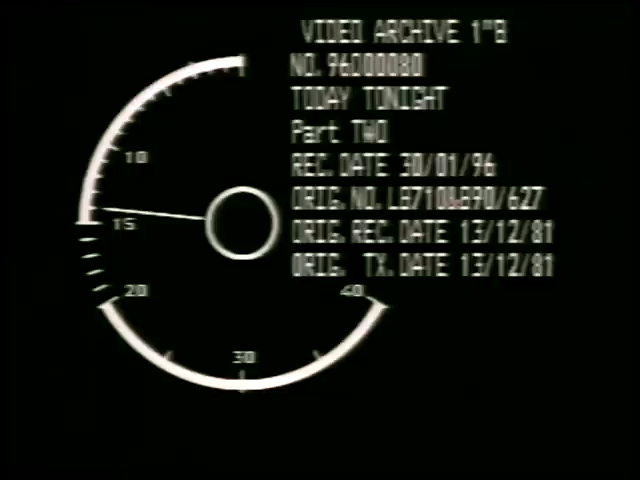 VIDEO ARCHIVE 1"B
NO. 96000080
TODAY TONIGHT
Part TWO
REC.DATE 30/01/96
ORIG.NO. /627
ORIG.REC.DATE 13/12/81
ORIG. TX.DATE 13/12/81
10
15
20
40
30